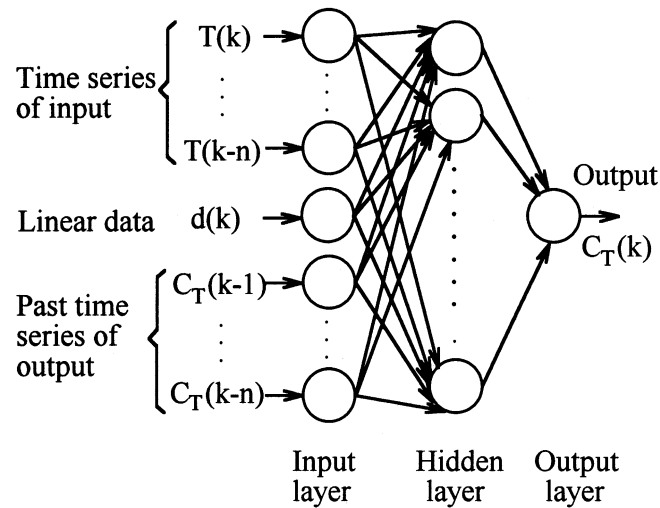 T(k)
Time series
of input
T(k-n)
Linear data d(k)
Output
C_T(k)
Past time
series of
output
C_T(k-1)
C_T(k-n)
Input
layer
Hidden
layer
Output
layer